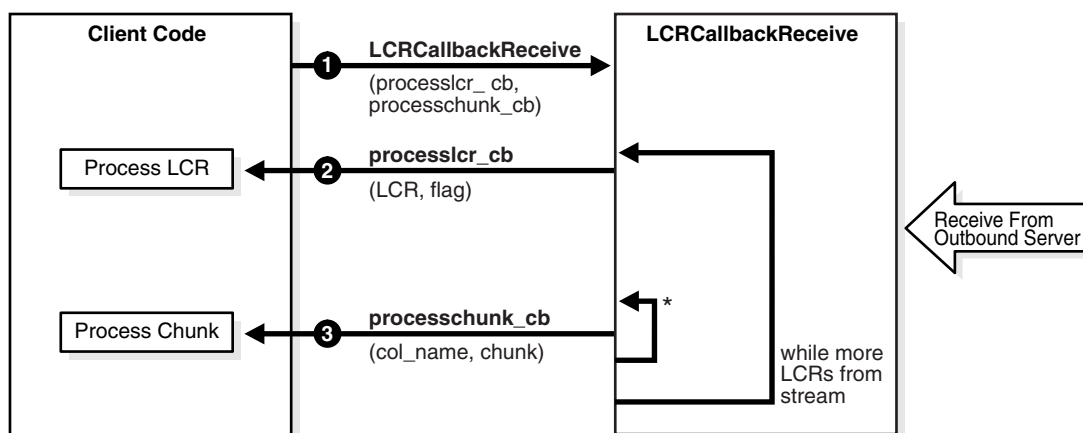 Client Code
LCRCallbackReceive
1
LCRCallbackReceive
(processlcr_ cb,
processchunk_cb)
Process LCR
2
processlcr_cb
(LCR, flag)
Receive From
Outbound Server
*
Process Chunk
3
processchunk_cb
(col_name, chunk)
while more
LCRs from
stream